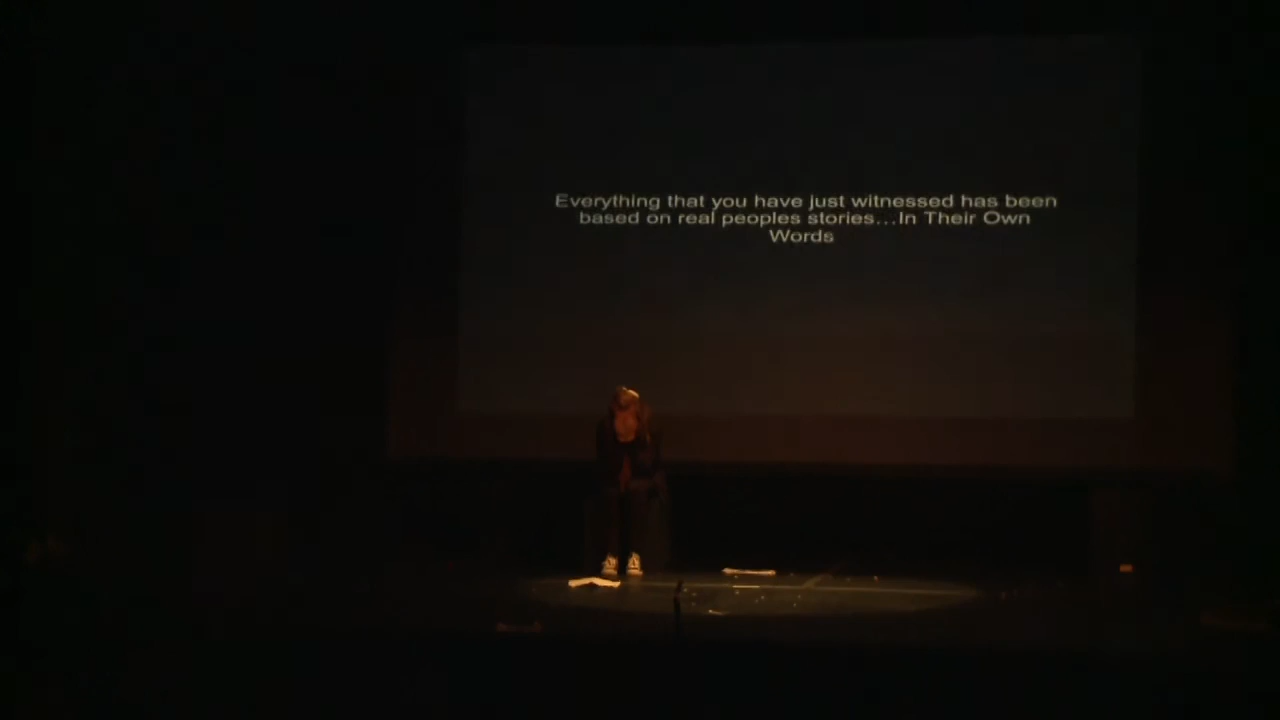 Everything that you have just witnessed has been
based on real peoples stories...In Their Own
Words